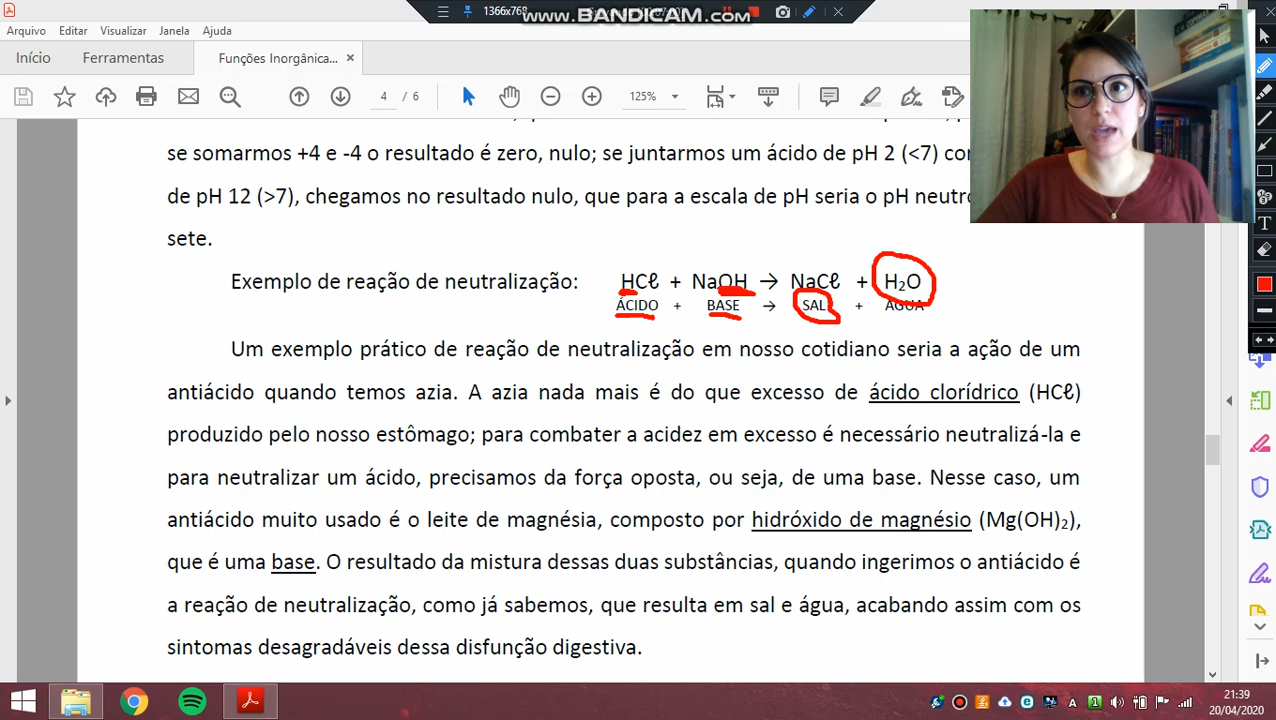 1366x768
www.BANDICAM.com
Arquivo Editar Visualizar Janela Ajuda
Início Ferramentas Funções Inorgânica... ×
4 / 6 125%
se somarmos +4 e -4 o resultado é zero, nulo; se juntarmos um ácido de pH 2 (<7)
de pH 12 (>7), chegamos no resultado nulo, que para a escala de pH seria o pH neutro
sete.
Exemplo de reação de neutralização: HCℓ + NaOH → NaCℓ + H₂O
ÁCIDO + BASE → SAL + ÁGUA
Um exemplo prático de reação de neutralização em nosso cotidiano seria a ação de um
antiácido quando temos azia. A azia nada mais é do que excesso de ácido clorídrico (HCℓ)
produzido pelo nosso estômago; para combater a acidez em excesso é necessário neutralizá-la e
para neutralizar um ácido, precisamos da força oposta, ou seja, de uma base. Nesse caso, um
antiácido muito usado é o leite de magnésia, composto por hidróxido de magnésio (Mg(OH)₂),
que é uma base. O resultado da mistura dessas duas substâncias, quando ingerimos o antiácido é
a reação de neutralização, como já sabemos, que resulta em sal e água, acabando assim com os
sintomas desagradáveis dessa disfunção digestiva.
21:39
20/04/2020